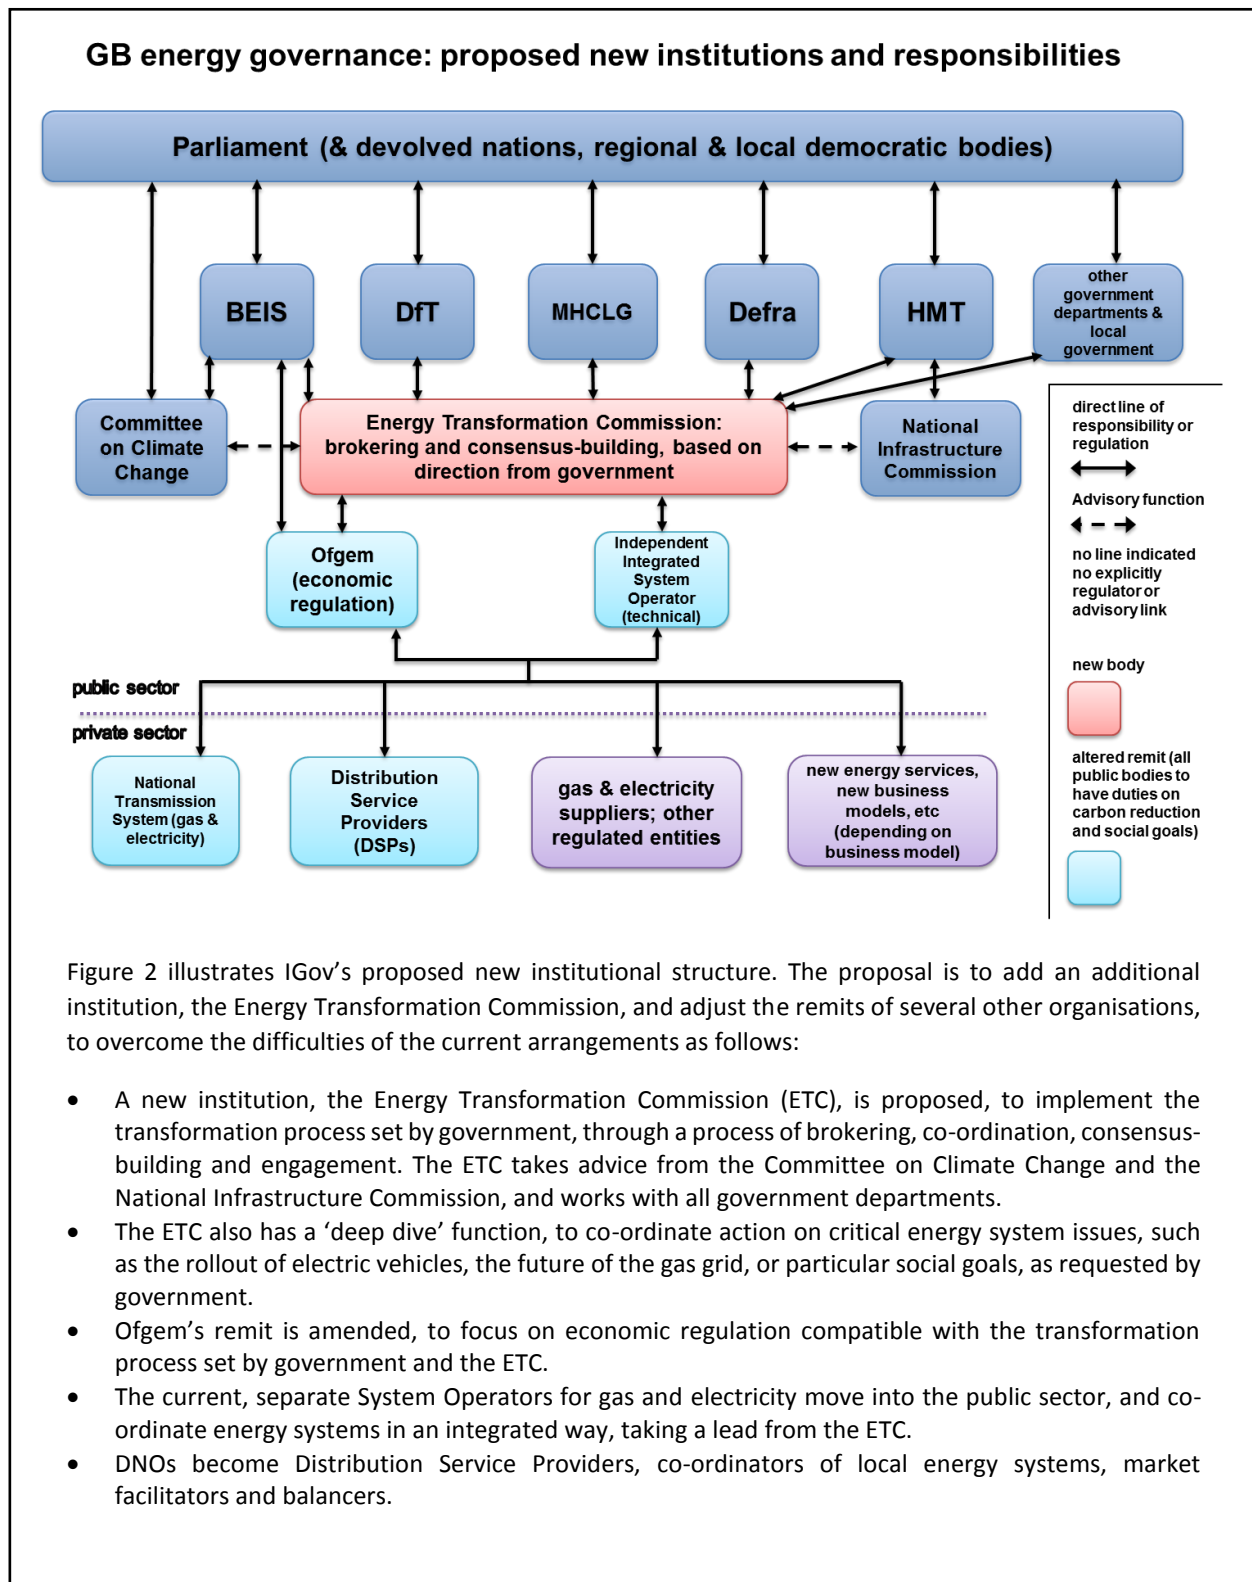 GB energy governance: proposed new institutions and responsibilities
Parliament (& devolved nations, regional & local democratic bodies)
BEIS
DfT
MHCLG
Defra
HMT
other
government
departments &
local
government
Committee
on Climate
Change
Energy Transformation Commission:
brokering and consensus-building, based on
direction from government
National
Infrastructure
Commission
Ofgem
(economic
regulation)
Independent
Integrated
System
Operator
(technical)
public sector
private sector
National
Transmission
System (gas &
electricity)
Distribution
Service
Providers
(DSPs)
gas & electricity
suppliers; other
regulated entities
new energy services,
new business
models, etc
(depending on
business model)
direct line of
responsibility or
regulation
Advisory function
no line indicated
no explicitly
regulator or
advisory link
new body
altered remit (all
public bodies to
have duties on
carbon reduction
and social goals)
Figure 2 illustrates IGov’s proposed new institutional structure. The proposal is to add an additional
institution, the Energy Transformation Commission, and adjust the remits of several other organisations,
to overcome the difficulties of the current arrangements as follows:
• A new institution, the Energy Transformation Commission (ETC), is proposed, to implement the
transformation process set by government, through a process of brokering, co-ordination, consensus-
building and engagement. The ETC takes advice from the Committee on Climate Change and the
National Infrastructure Commission, and works with all government departments.
• The ETC also has a ‘deep dive’ function, to co-ordinate action on critical energy system issues, such
as the rollout of electric vehicles, the future of the gas grid, or particular social goals, as requested by
government.
• Ofgem’s remit is amended, to focus on economic regulation compatible with the transformation
process set by government and the ETC.
• The current, separate System Operators for gas and electricity move into the public sector, and co-
ordinate energy systems in an integrated way, taking a lead from the ETC.
• DNOs become Distribution Service Providers, co-ordinators of local energy systems, market
facilitators and balancers.